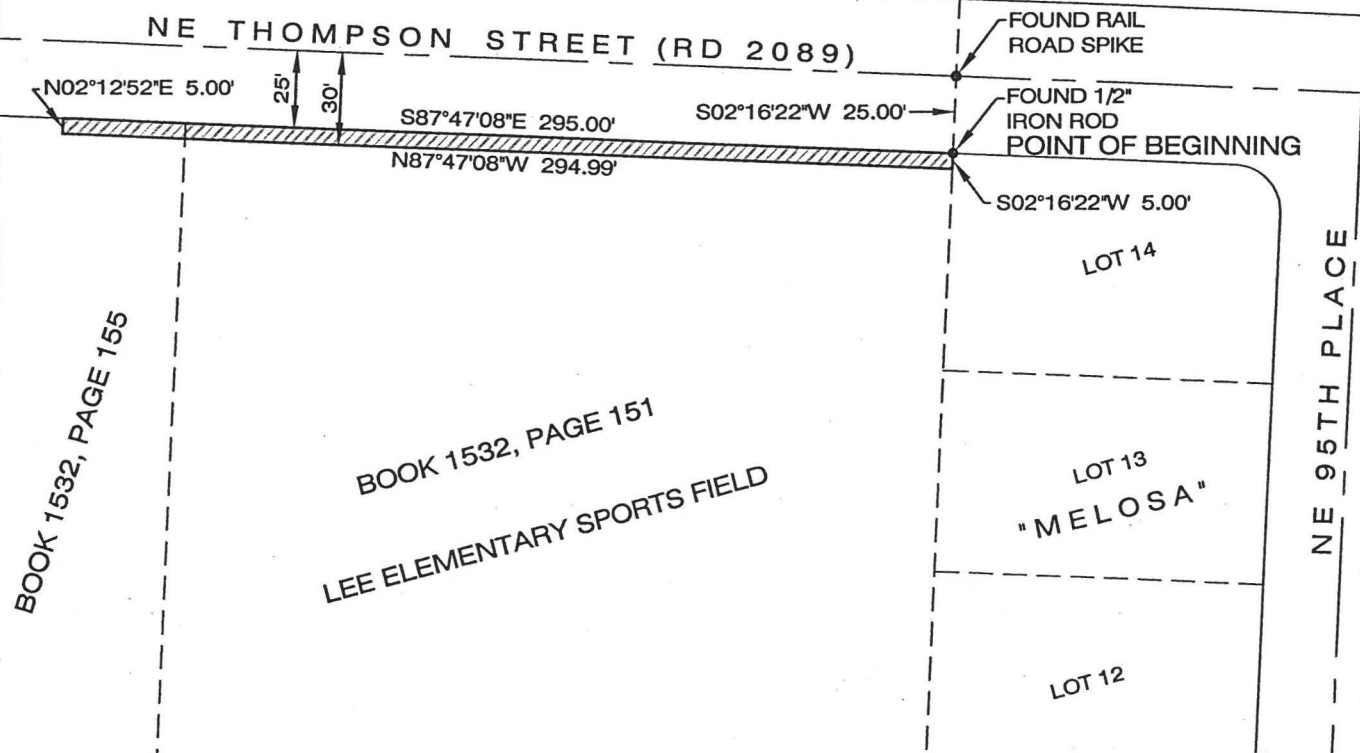 NE THOMPSON STREET (RD 2089)
FOUND RAIL
ROAD SPIKE
N02°12'52"E 5.00'
25'
30'
S87°47'08"E 295.00'
S02°16'22"W 25.00'
FOUND 1/2"
IRON ROD
POINT OF BEGINNING
N87°47'08"W 294.99'
S02°16'22"W 5.00'
LOT 14
NE 95TH PLACE
BOOK 1532, PAGE 155
BOOK 1532, PAGE 151
LEE ELEMENTARY SPORTS FIELD
LOT 13
"MELOSA"
LOT 12